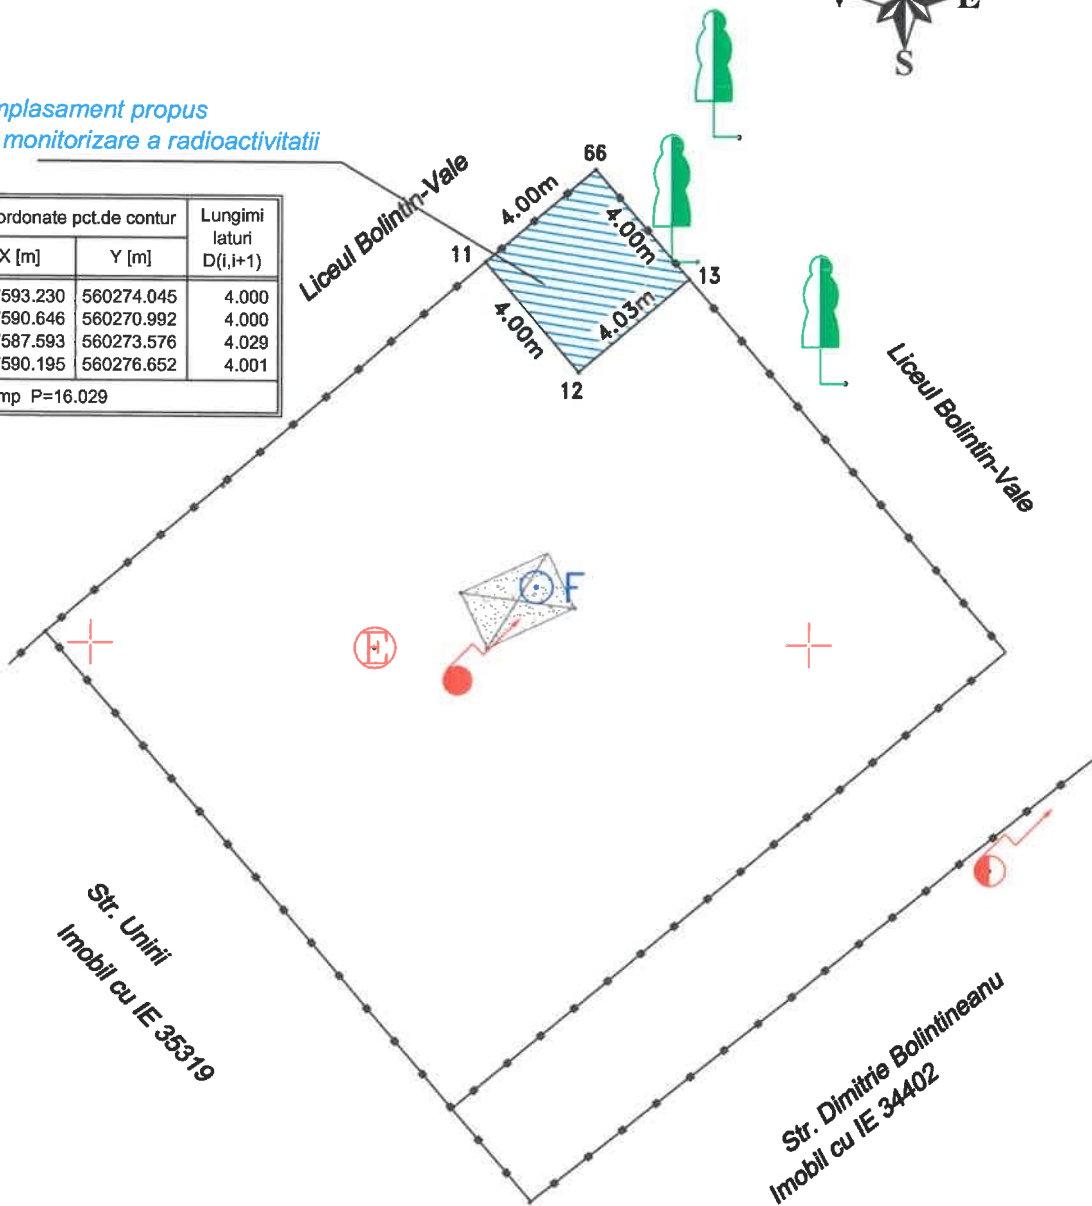 E
S
mplasament propus
monitorizare a radioactivitatii
ordonate pct.de contur
Lungimi
laturi
D(i,i+1)
X [m]
Y [m]
593.230 560274.045 4.000
590.646 560270.992 4.000
587.593 560273.576 4.029
590.195 560276.652 4.001
mp P=16.029
Liceul Bolintin-Vale
66
4.00m
4.00m
11
13
4.00m
4.03m
12
Liceul Bolintin-Vale
F
E
Str. Unirii
Imobil cu IE 35319
Str. Dimitrie Bolintineanu
Imobil cu IE 34402